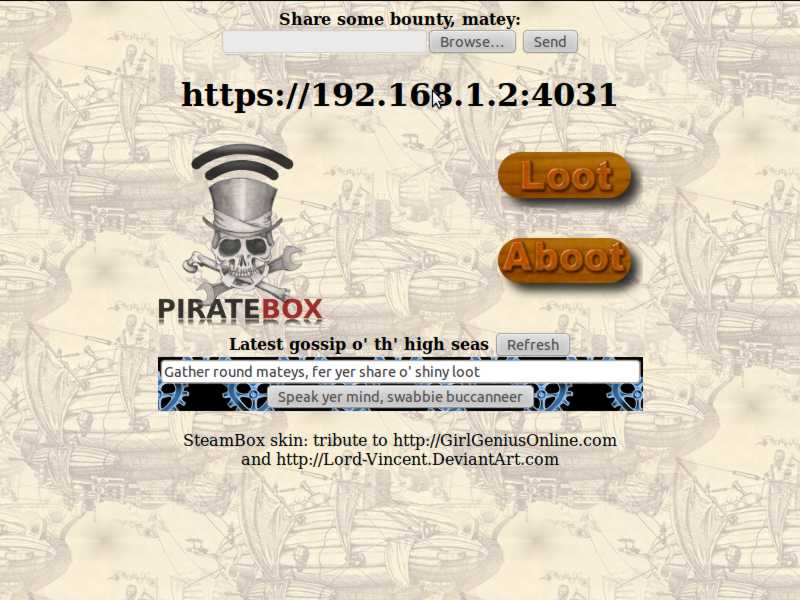 Share some bounty, matey:
Browse... Send
https://192.168.1.2:4031
Loot
Aboot
PIRATEBOX
Latest gossip o' th' high seas Refresh
Gather round mateys, fer yer share o' shiny loot
Speak yer mind, swabbie buccanneer
SteamBox skin: tribute to http://GirlGeniusOnline.com
and http://Lord-Vincent.DeviantArt.com